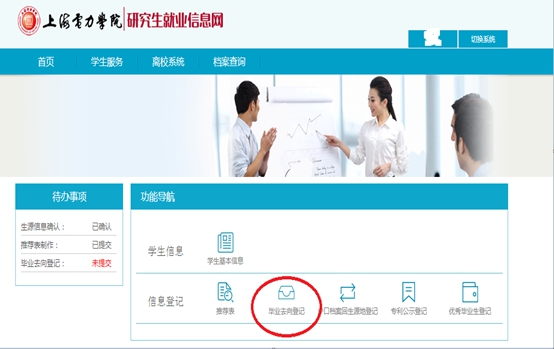 上海电力学院 研究生就业信息网
切换系统
首页 学生服务 离校系统 档案查询
待办事项
生源信息确认： 已确认
推荐表制作： 已提交
毕业去向登记： 未提交
功能导航
学生信息
学生基本信息
信息登记
推荐表 毕业去向登记 口档案回生源地登记 专利公示登记 优秀毕业生登记